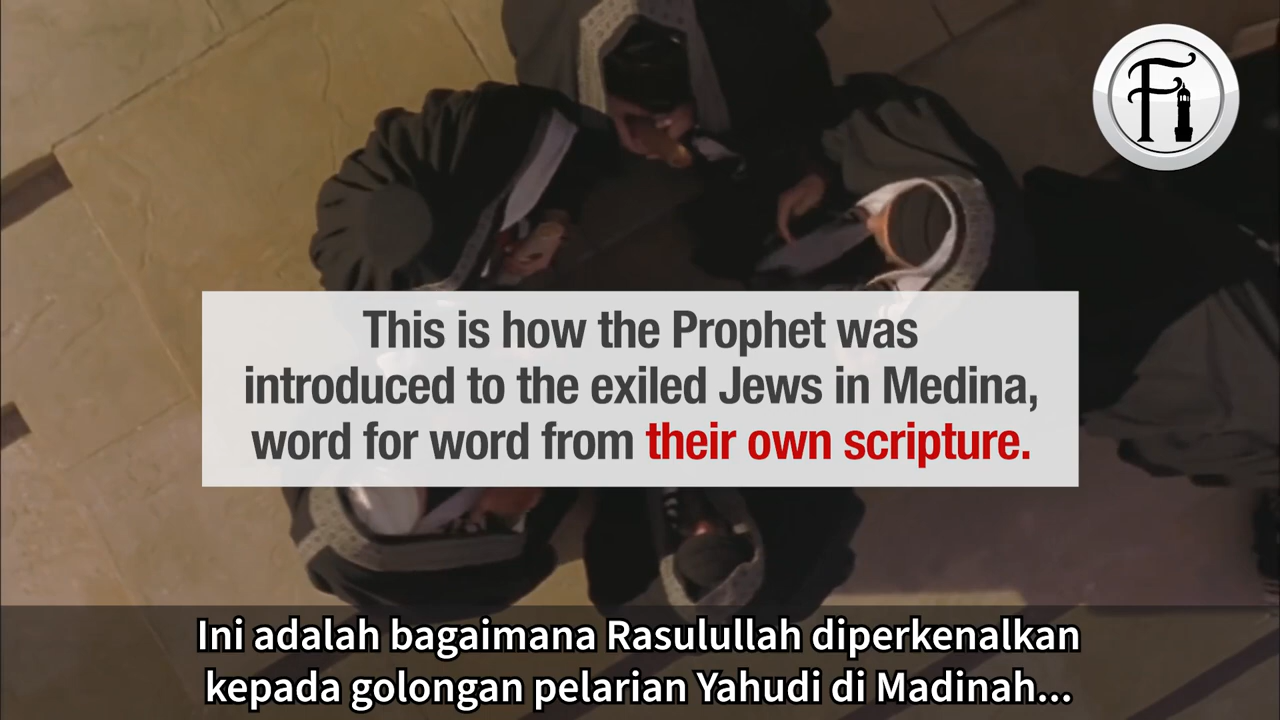 Fi
This is how the Prophet was
introduced to the exiled Jews in Medina,
word for word from their own scripture.
Ini adalah bagaimana Rasulullah diperkenalkan
kepada golongan pelarian Yahudi di Madinah...